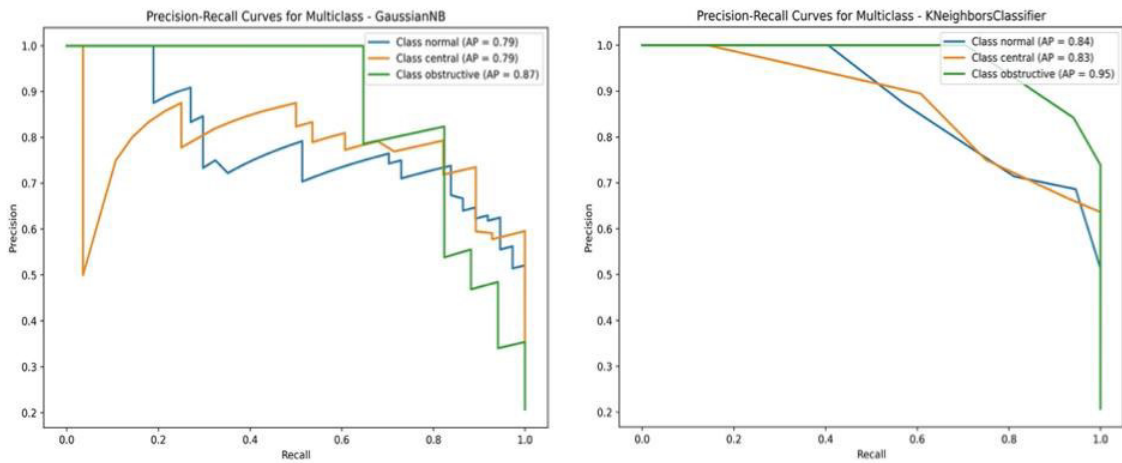 Precision-Recall Curves for Multiclass - GaussianNB
Class normal (AP = 0.79)
Class central (AP = 0.79)
Class obstructive (AP = 0.87)
Precision
1.0
0.9
0.8
0.7
0.6
0.5
0.4
0.3
0.2
0.0 0.2 0.4 0.6 0.8 1.0
Recall
Precision-Recall Curves for Multiclass - KNeighborsClassifier
Class normal (AP = 0.84)
Class central (AP = 0.83)
Class obstructive (AP = 0.95)
Precision
1.0
0.9
0.8
0.7
0.6
0.5
0.4
0.3
0.2
0.0 0.2 0.4 0.6 0.8 1.0
Recall